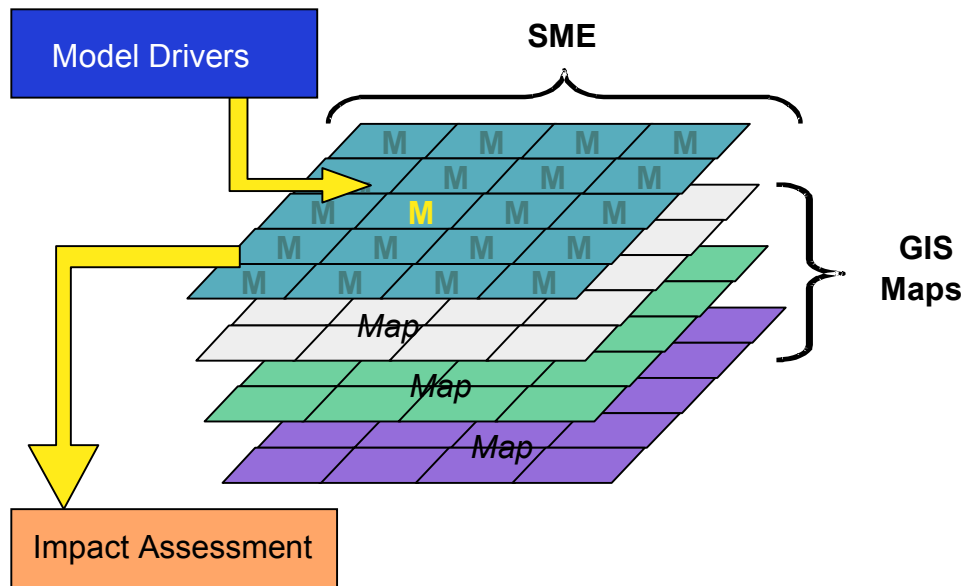 Model Drivers
SME
M M M M
M M M
M M M M
M M M M
M M M M
GIS
Maps
Map
Map
Map
Impact Assessment